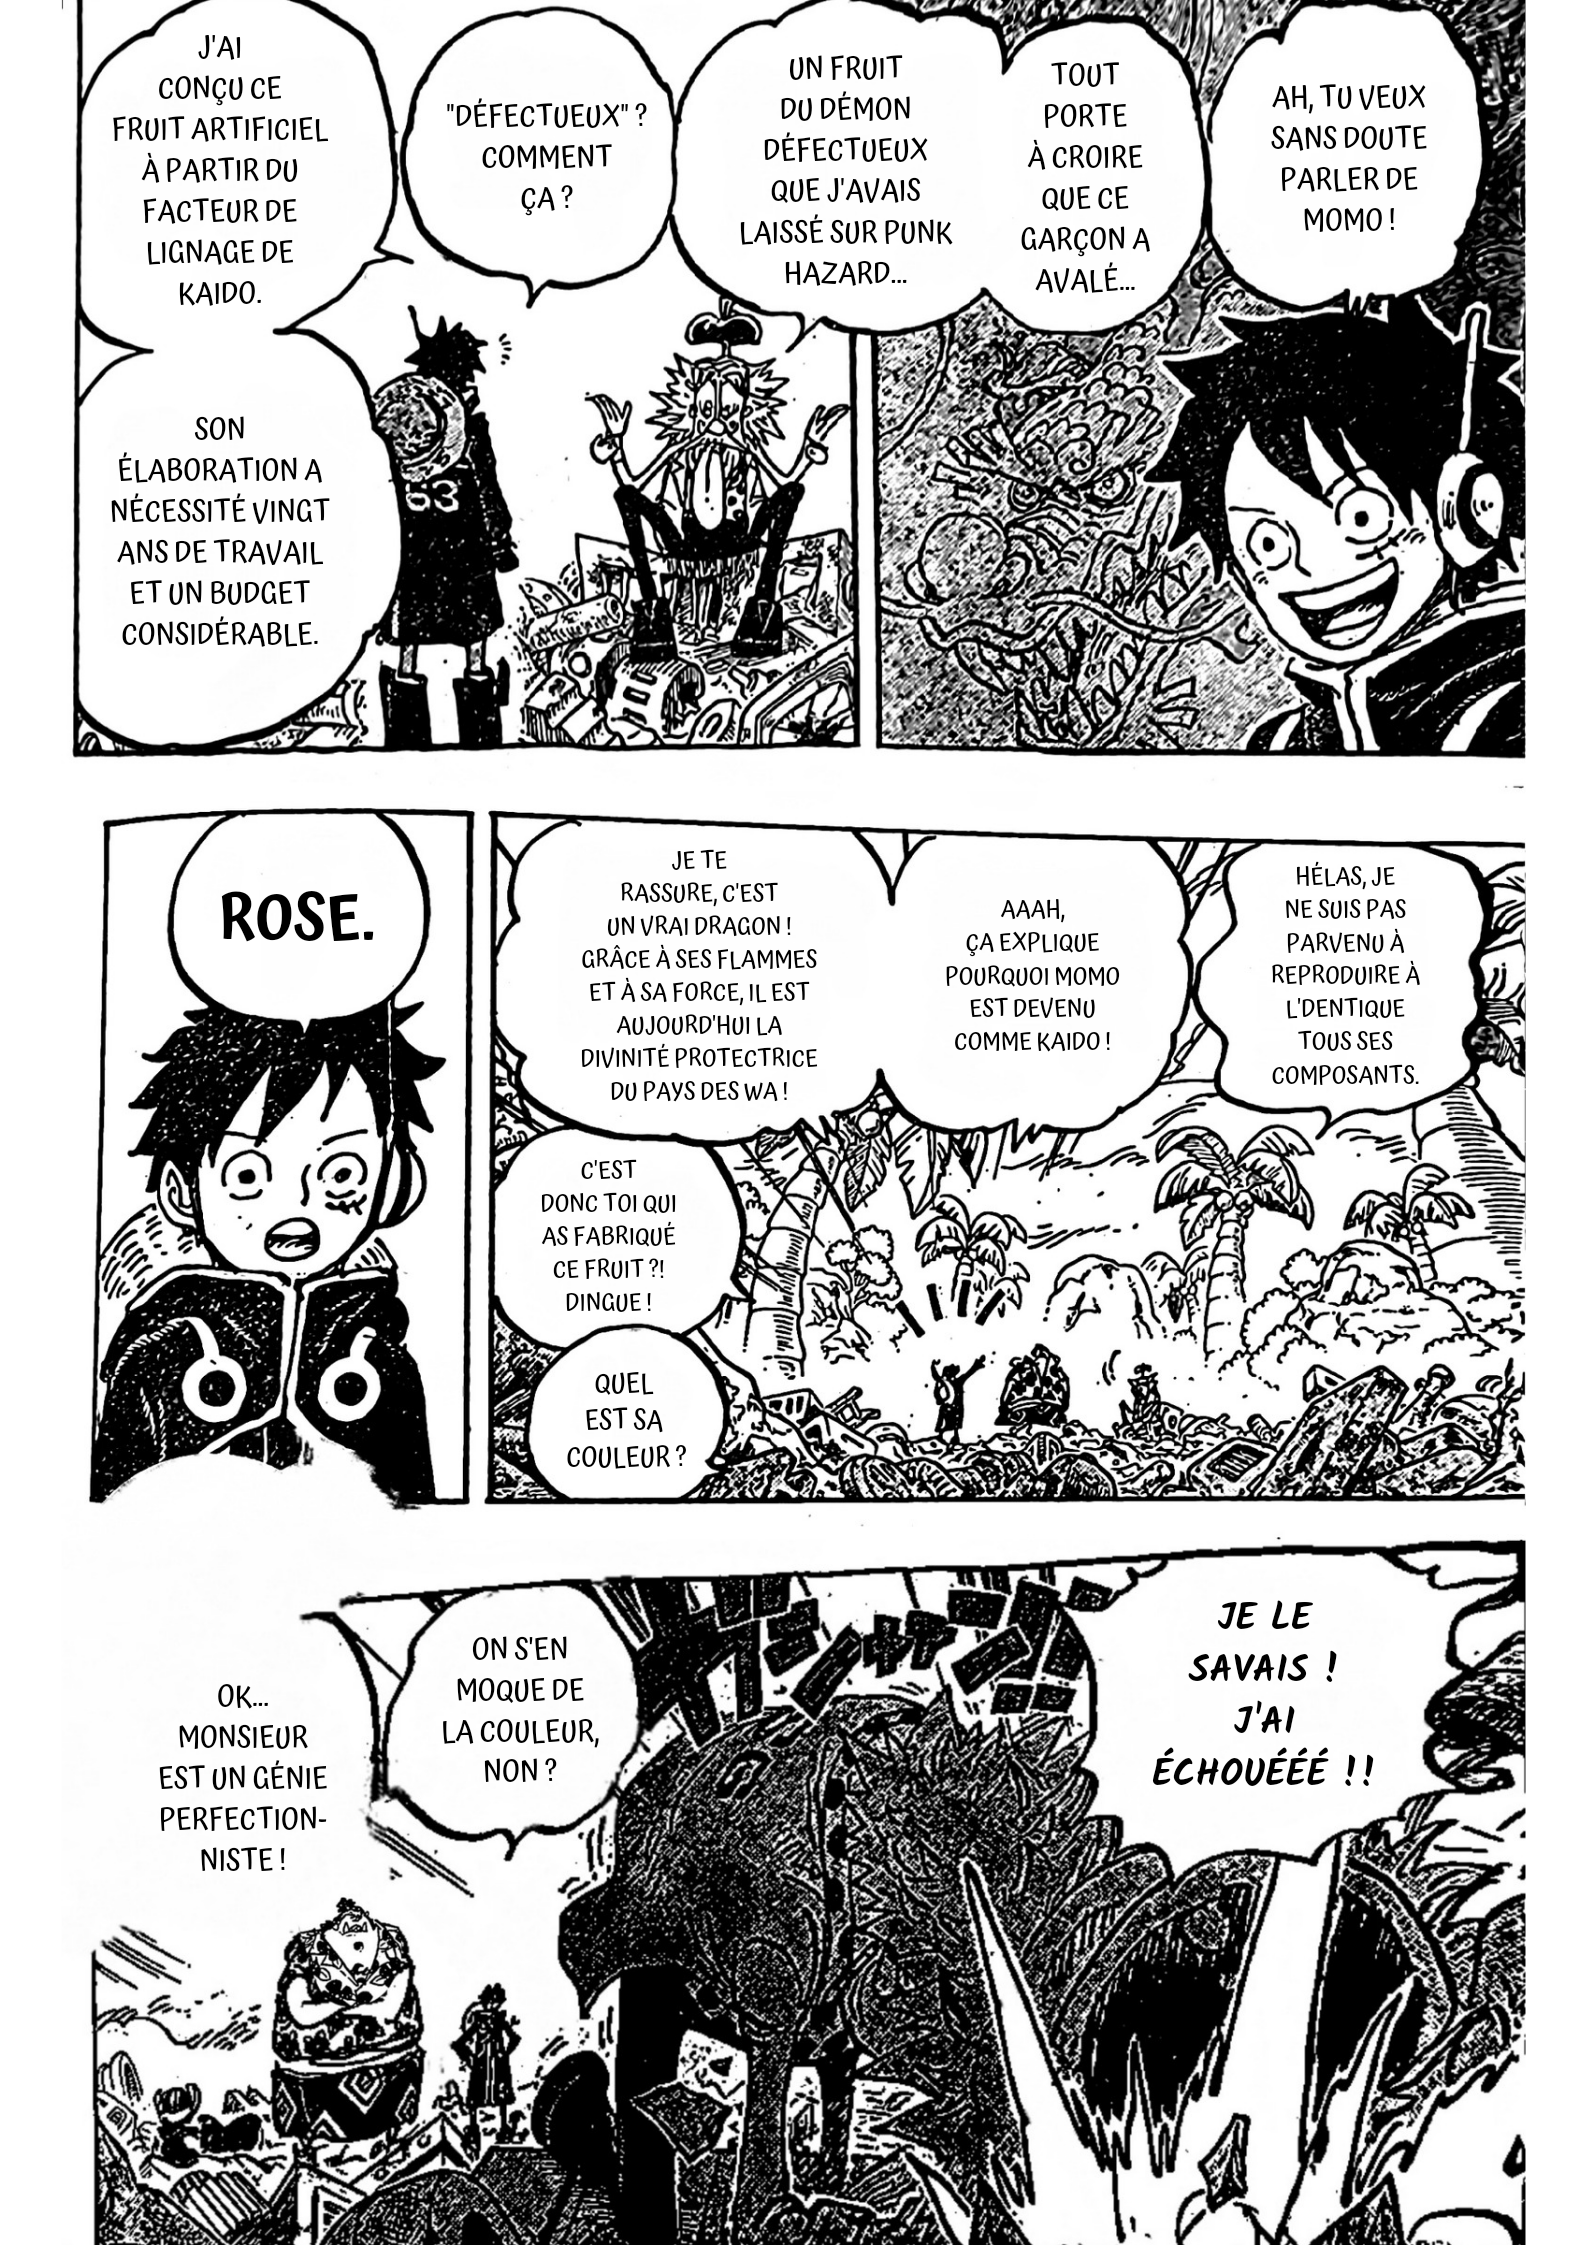 AH, TU VEUX
SANS DOUTE
PARLER DE
MOMO !
TOUT
PORTE
À CROIRE
QUE CE
GARÇON A
AVALÉ...
UN FRUIT
DU DÉMON
DÉFECTUEUX
QUE J'AVAIS
LAISSÉ SUR PUNK
HAZARD...
"DÉFECTUEUX" ?
COMMENT
ÇA ?
J'AI
CONÇU CE
FRUIT ARTIFICIEL
À PARTIR DU
FACTEUR DE
LIGNAGE DE
KAIDO.
SON
ÉLABORATION A
NÉCESSITÉ VINGT
ANS DE TRAVAIL
ET UN BUDGET
CONSIDÉRABLE.
63
HÉLAS, JE
NE SUIS PAS
PARVENU À
REPRODUIRE À
L'DENTIQUE
TOUS SES
COMPOSANTS.
AAAH,
ÇA EXPLIQUE
POURQUOI MOMO
EST DEVENU
COMME KAIDO !
JE TE
RASSURE, C'EST
UN VRAI DRAGON !
GRÂCE À SES FLAMMES
ET À SA FORCE, IL EST
AUJOURD'HUI LA
DIVINITÉ PROTECTRICE
DU PAYS DES WA !
C'EST
DONC TOI QUI
AS FABRIQUÉ
CE FRUIT ?!
DINGUE !
QUEL
EST SA
COULEUR ?
ROSE.
JE LE
SAVAIS !
J'AI
ÉCHOUÉÉÉ !!
ON S'EN
MOQUE DE
LA COULEUR,
NON ?
OK...
MONSIEUR
EST UN GÉNIE
PERFECTION-
NISTE !